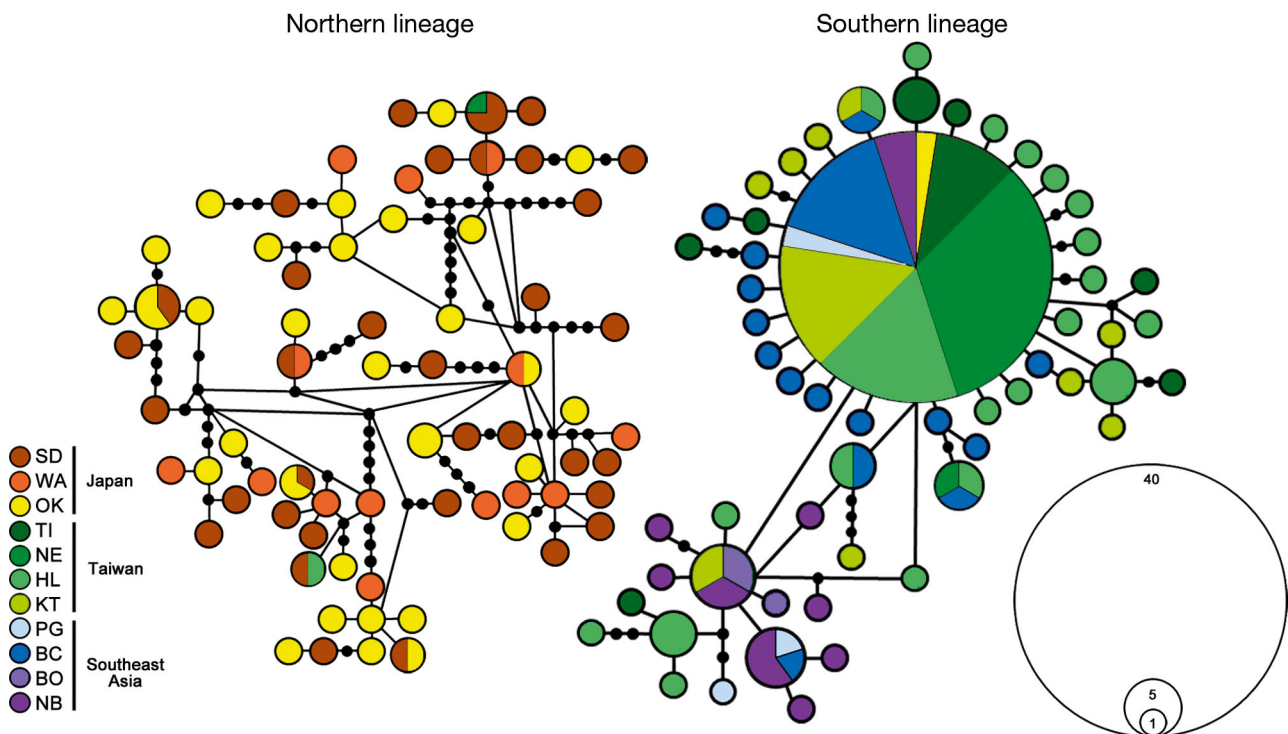 Northern lineage
Southern lineage
SD
WA
OK
Japan
TI
NE
HL
KT
Taiwan
PG
BC
BO
NB
Southeast
Asia
40
5
1